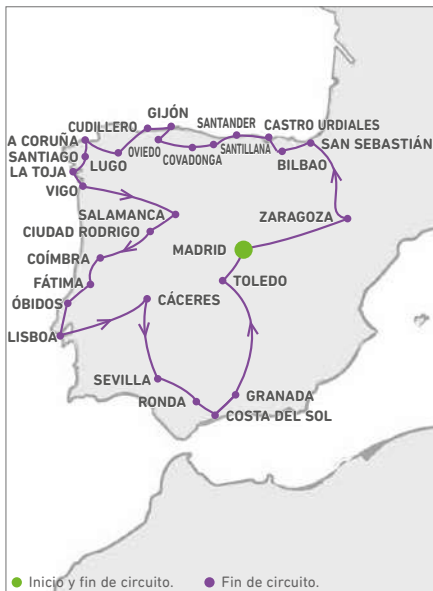 GIJÓN
CUDILLERO
SANTANDER
CASTRO URDIALES
A CORUÑA
OVIEDO
COVADONGA
SANTILLANA
SAN SEBASTIÁN
SANTIAGO
LUGO
BILBAO
LA TOJA
VIGO
SALAMANCA
ZARAGOZA
CIUDAD RODRIGO
MADRID
COÍMBRA
TOLEDO
FÁTIMA
CÁCERES
ÓBIDOS
LISBOA
SEVILLA
GRANADA
RONDA
COSTA DEL SOL
Inicio y fin de circuito.
Fin de circuito.